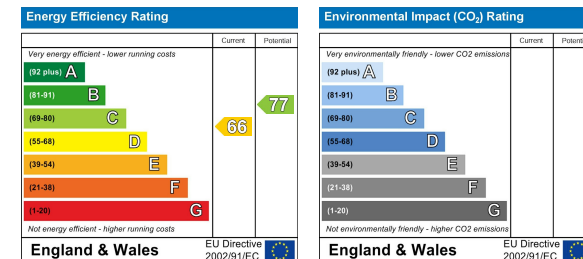 Energy Efficiency Rating
Current Potential
Very energy efficient - lower running costs
(92 plus) A
(81-91) B
(69-80) C
(55-68) D
(39-54) E
(21-38) F
(1-20) G
66
77
Not energy efficient - higher running costs
England & Wales
EU Directive
2002/91/EC
Environmental Impact (CO₂) Rating
Current Potential
Very environmentally friendly - lower CO2 emissions
(92 plus) A
(81-91) B
(69-80) C
(55-68) D
(39-54) E
(21-38) F
(1-20) G
Not environmentally friendly - higher CO2 emissions
England & Wales
EU Directive
2002/91/EC